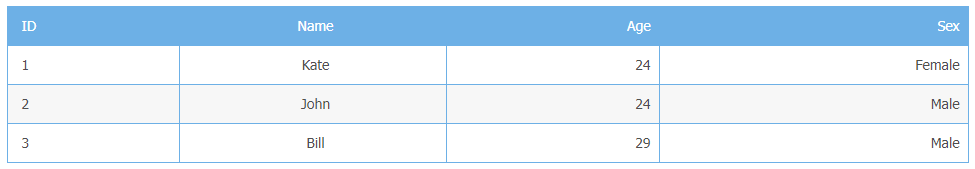 ID Name Age Sex
1 Kate 24 Female
2 John 24 Male
3 Bill 29 Male